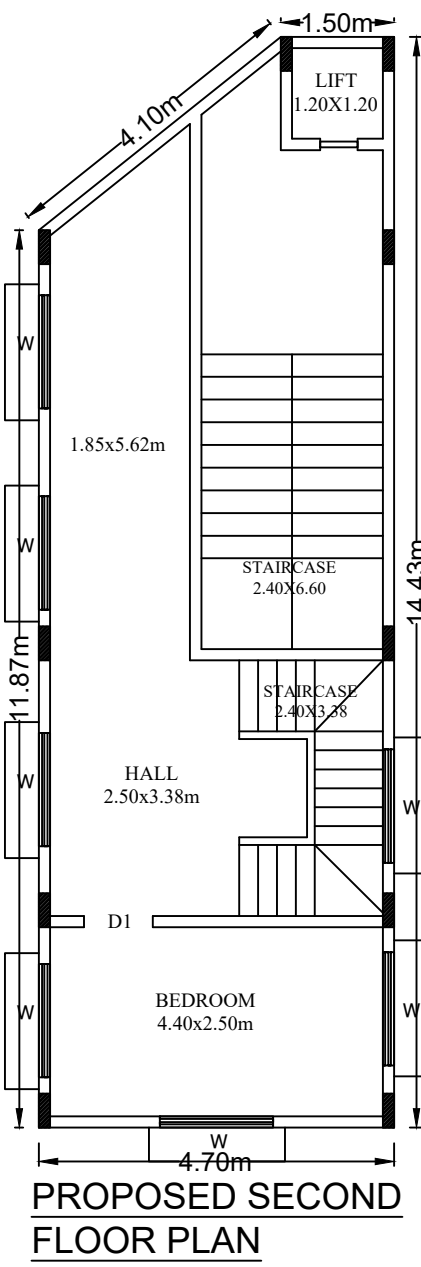 1.50m
4.10m
LIFT
1.20X1.20
W
1.85x5.62m
W
STAIRCASE
2.40X6.60
14.43m
11.87m
STAIRCASE
2.40X3.38
HALL
2.50x3.38m
W
W
D1
BEDROOM
4.40x2.50m
W
W
W
4.70m
PROPOSED SECOND
FLOOR PLAN